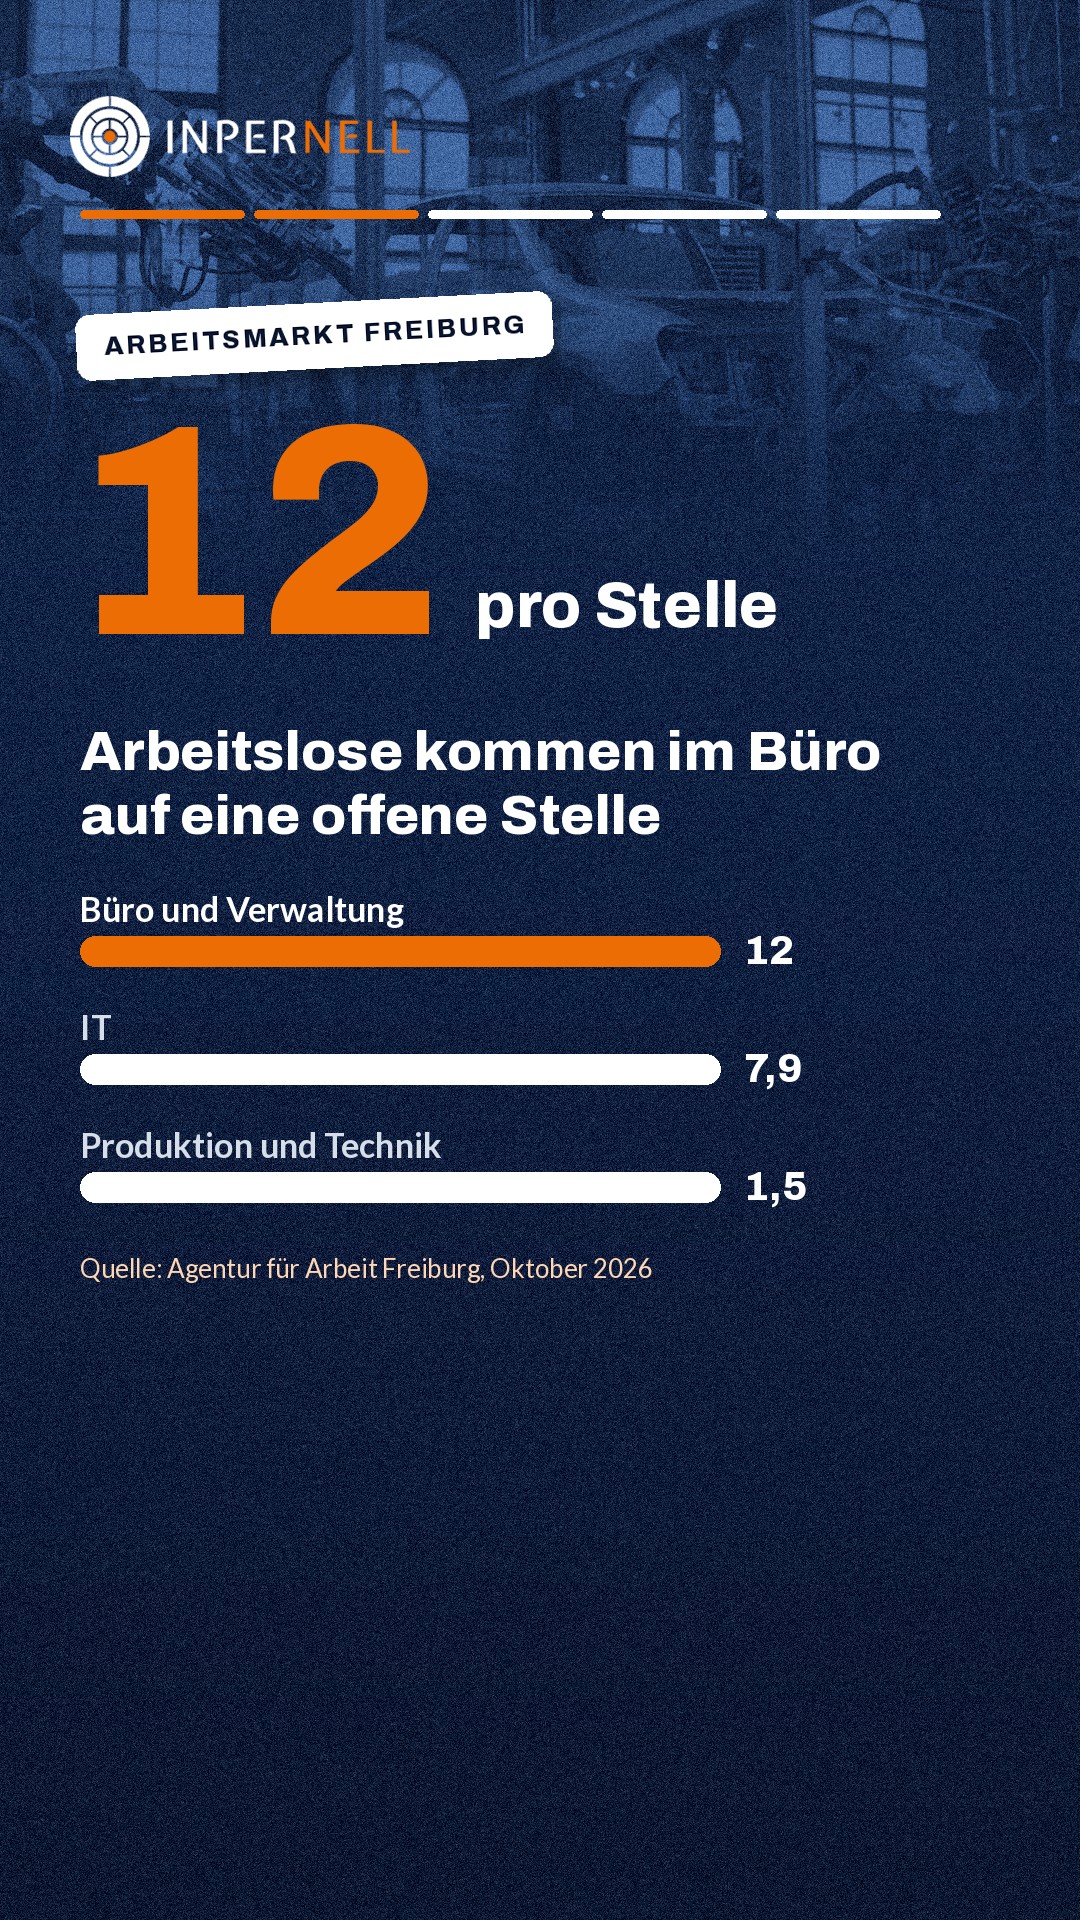 INPERNELL
ARBEITSMARKT FREIBURG
12 pro Stelle
Arbeitslose kommen im Büro
auf eine offene Stelle
Büro und Verwaltung
12
IT
7,9
Produktion und Technik
1,5
Quelle: Agentur für Arbeit Freiburg, Oktober 2026